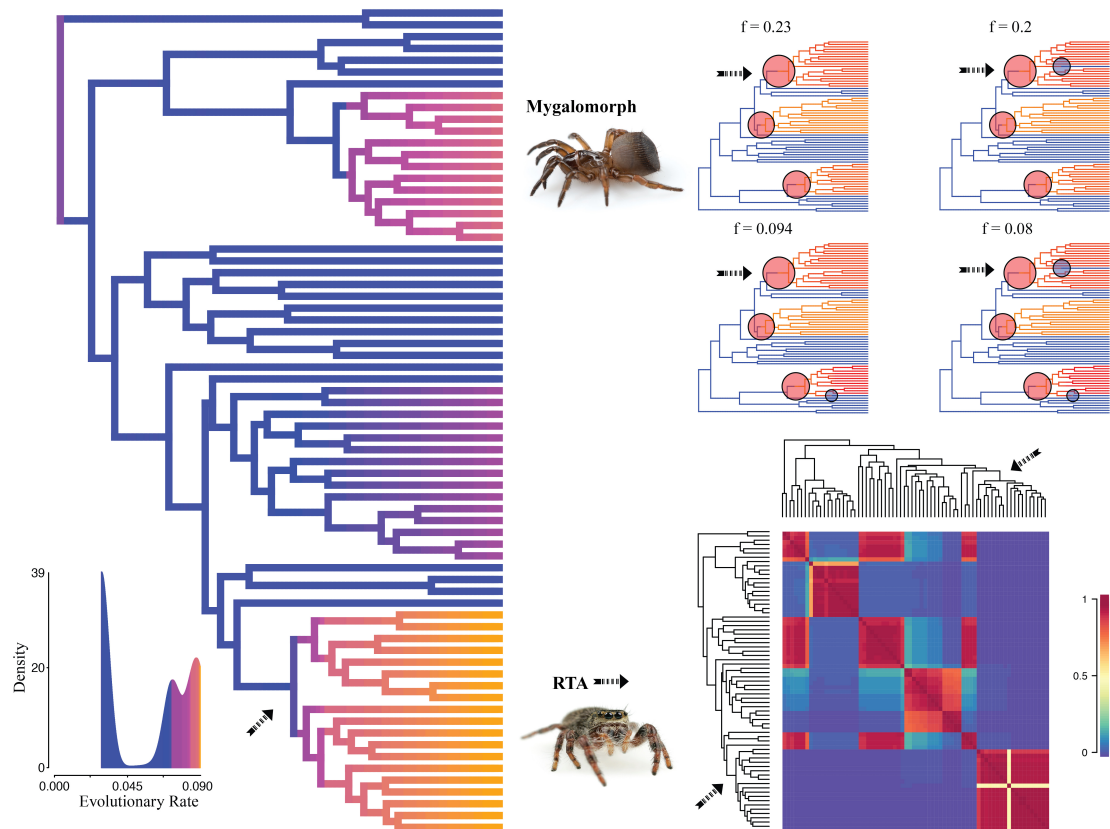 f = 0.23
f = 0.2
Mygalomorph
f = 0.094
f = 0.08
39
20
0
Density
0.000
0.045
0.090
Evolutionary Rate
RTA
1
0.5
0